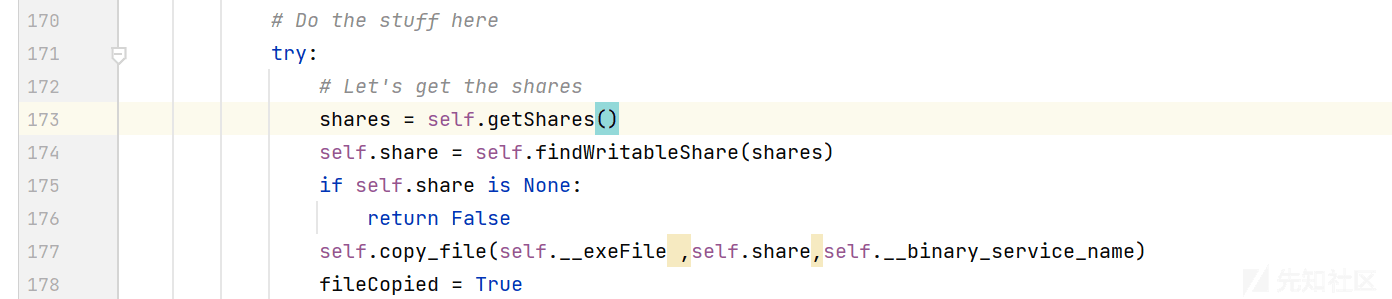 170 # Do the stuff here
171 try:
172 # Let's get the shares
173 shares = self.getShares()
174 self.share = self.findWritableShare(shares)
175 if self.share is None:
176 return False
177 self.copy_file(self.__exeFile ,self.share,self.__binary_service_name)
178 fileCopied = True
先知社区